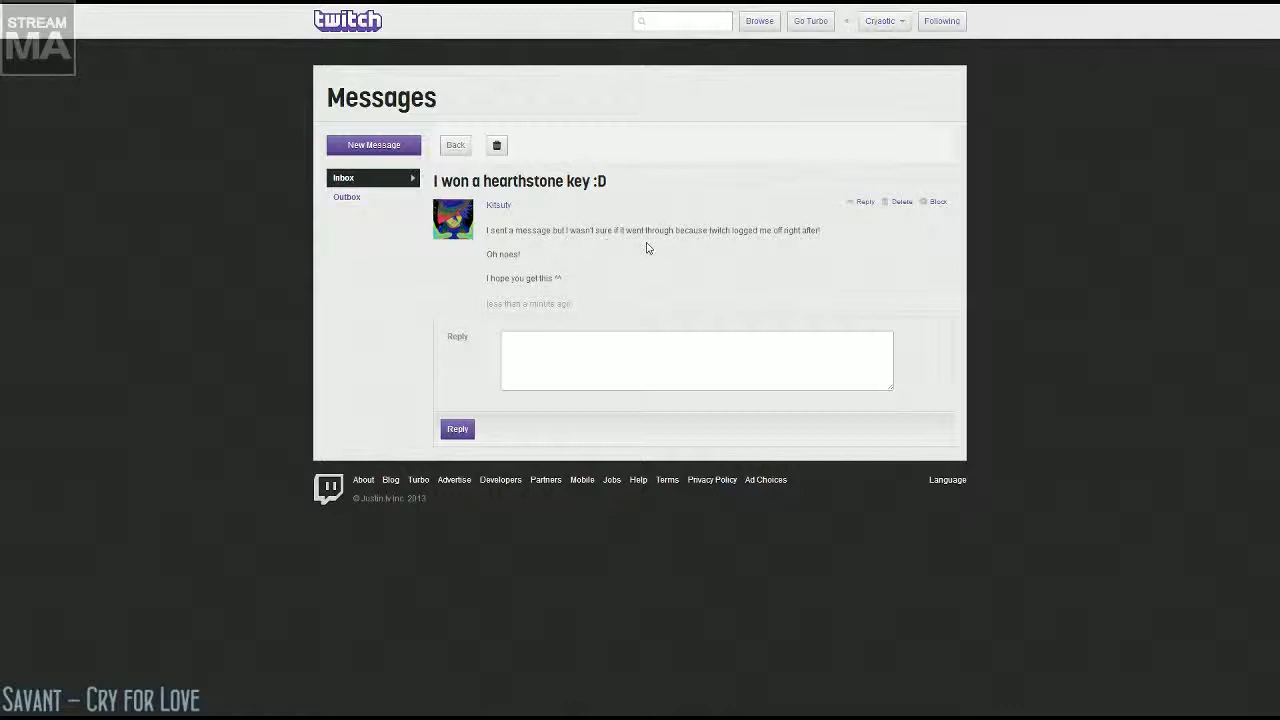 STREAM
MA
twitch
Browse
Go Turbo
Cryaotic
Following
Messages
New Message
Back
Inbox
Outbox
I won a hearthstone key :D
Kitsuty
Reply
Delete
Block
I sent a message but I wasn't sure if it went through because twitch logged me off right after!
Oh noes!
I hope you get this ^^
less than a minute ago
Reply
Reply
About
Blog
Turbo
Advertise
Developers
Partners
Mobile
Jobs
Help
Terms
Privacy Policy
Ad Choices
Language
© Justin.tv Inc. 2013
SAVANT – CRY FOR LOVE